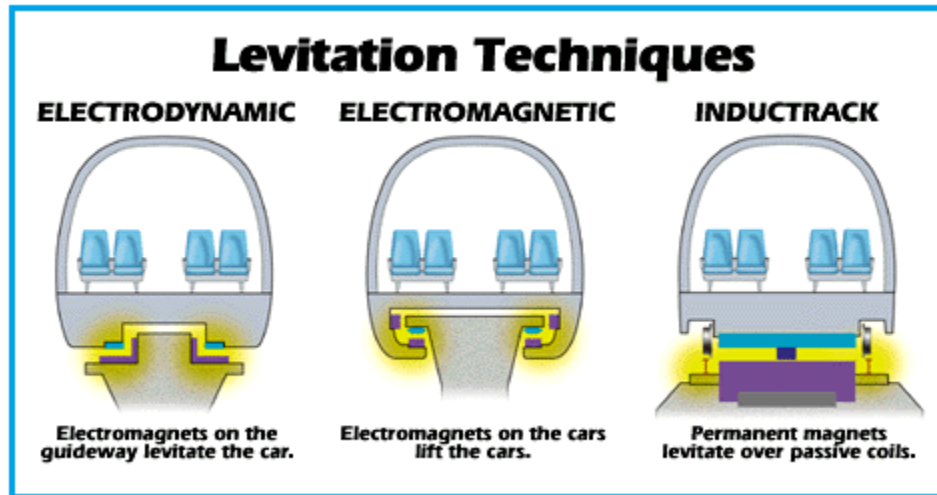 Levitation Techniques
ELECTRODYNAMIC
ELECTROMAGNETIC
INDUCTRACK
Electromagnets on the
guideway levitate the car.
Electromagnets on the cars
lift the cars.
Permanent magnets
levitate over passive coils.